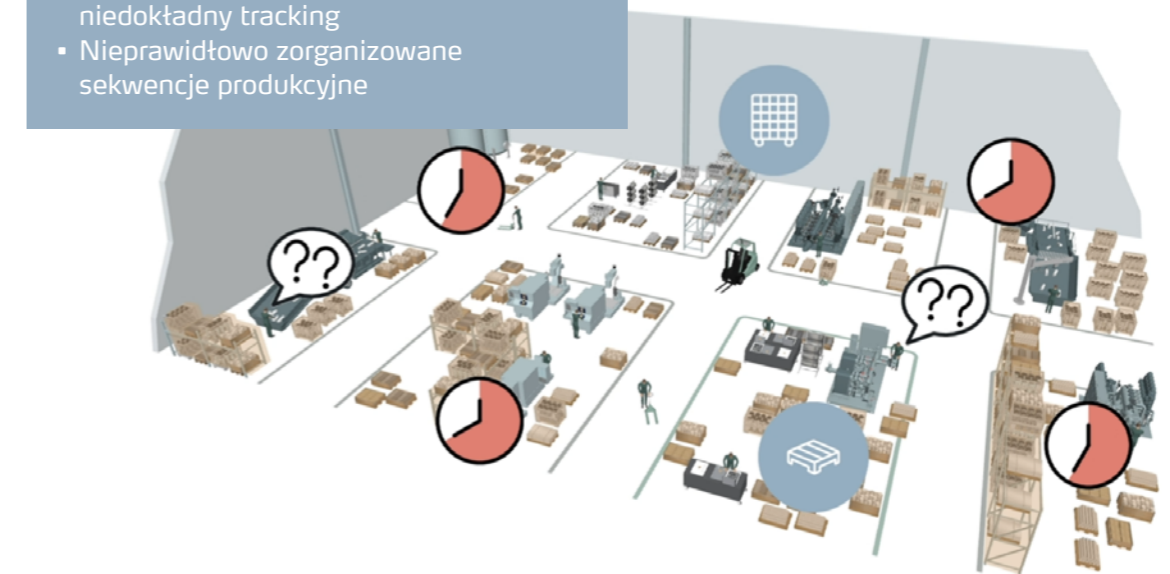 niedokładny tracking
▪ Nieprawidłowo zorganizowane
sekwencje produkcyjne
??
??